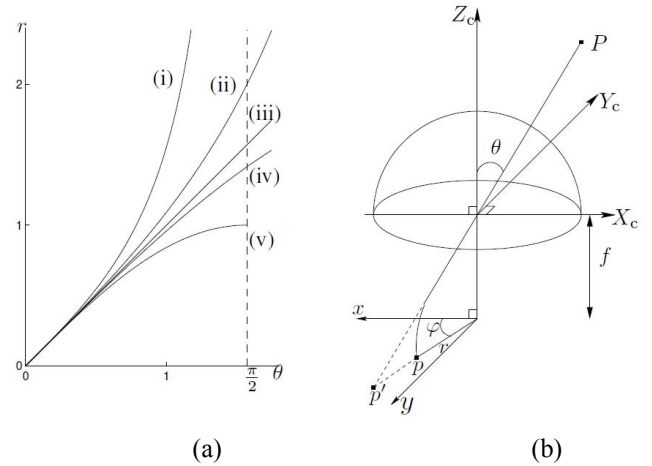 r
2
1
0
0
1
π/2
θ
(i)
(ii)
(iii)
(iv)
(v)
(a)
Z_c
P
Y_c
θ
X_c
f
x
φ
r
p
p′
y
(b)